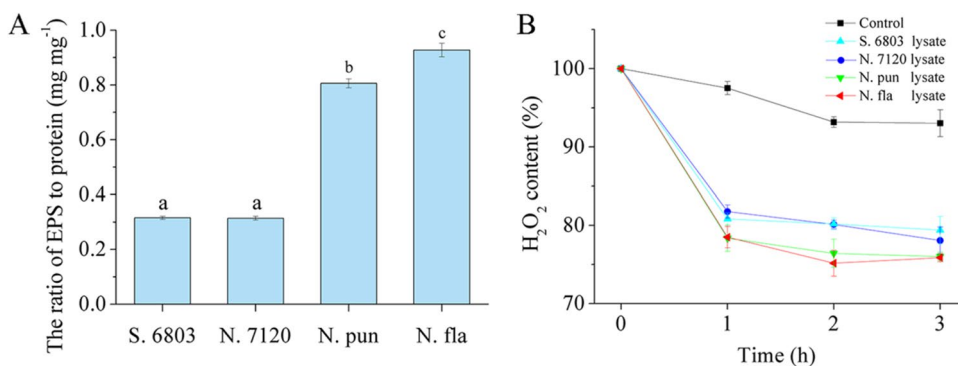 A
The ratio of EPS to protein (mg mg⁻¹)
1.0
0.8
0.6
0.4
0.2
0.0
a
a
b
c
S. 6803
N. 7120
N. pun
N. fla
B
H₂O₂ content (%)
100
90
80
70
Control
S. 6803 lysate
N. 7120 lysate
N. pun lysate
N. fla lysate
0
1
2
3
Time (h)